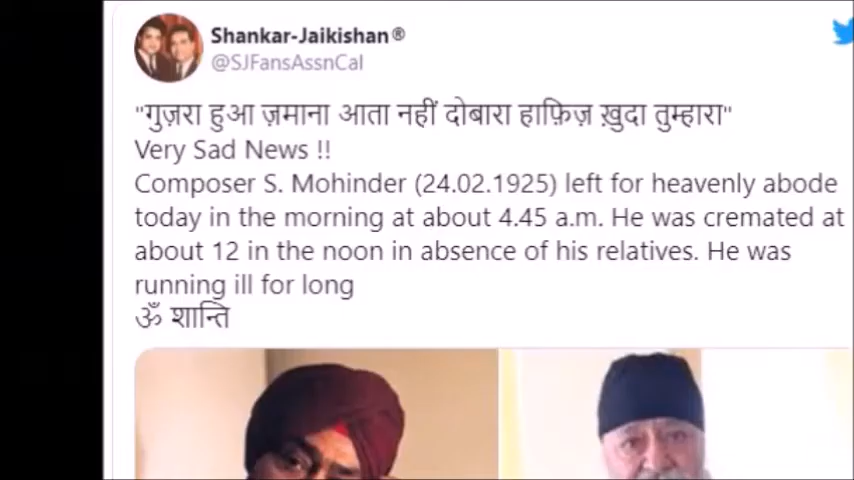 Shankar-Jaikishan®
@SJFansAssnCal
"गुज़रा हुआ ज़माना आता नहीं दोबारा हाफ़िज़ ख़ुदा तुम्हारा"
Very Sad News !!
Composer S. Mohinder (24.02.1925) left for heavenly abode
today in the morning at about 4.45 a.m. He was cremated at
about 12 in the noon in absence of his relatives. He was
running ill for long
ॐ शान्ति